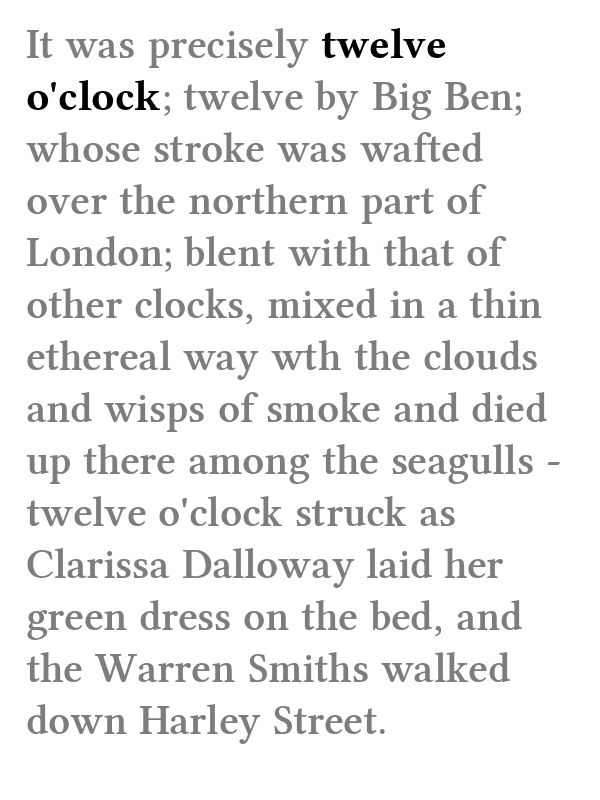 It was precisely twelve
o'clock; twelve by Big Ben;
whose stroke was wafted
over the northern part of
London; blent with that of
other clocks, mixed in a thin
ethereal way wth the clouds
and wisps of smoke and died
up there among the seagulls -
twelve o'clock struck as
Clarissa Dalloway laid her
green dress on the bed, and
the Warren Smiths walked
down Harley Street.